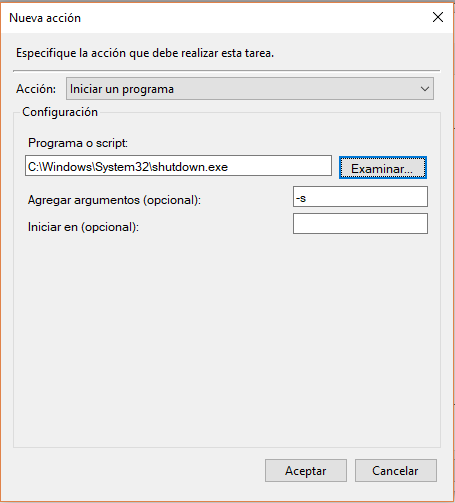 Nueva acción
Especifique la acción que debe realizar esta tarea.
Acción: Iniciar un programa
Configuración
Programa o script:
C:\Windows\System32\shutdown.exe Examinar...
Agregar argumentos (opcional): -s
Iniciar en (opcional):
Aceptar Cancelar